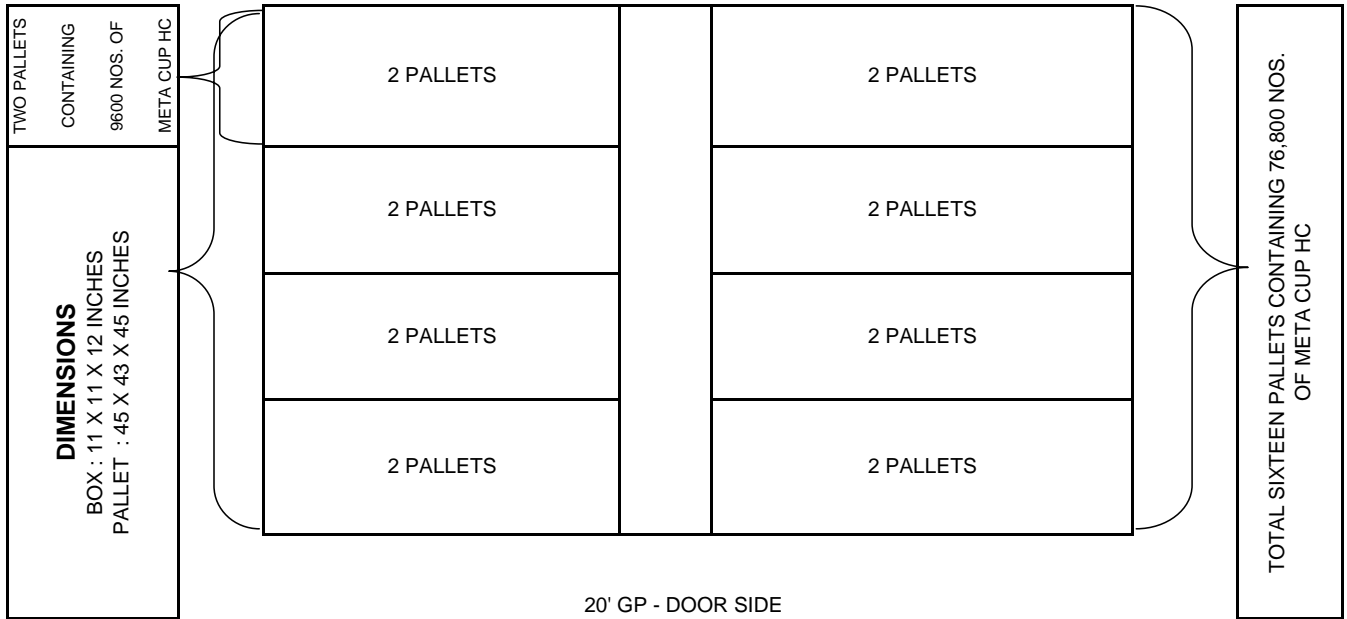 TWO PALLETS
CONTAINING
9600 NOS. OF
META CUP HC
DIMENSIONS
BOX : 11 X 11 X 12 INCHES
PALLET : 45 X 43 X 45 INCHES
2 PALLETS
2 PALLETS
2 PALLETS
2 PALLETS
2 PALLETS
2 PALLETS
2 PALLETS
2 PALLETS
TOTAL SIXTEEN PALLETS CONTAINING 76,800 NOS.
OF META CUP HC
20' GP - DOOR SIDE